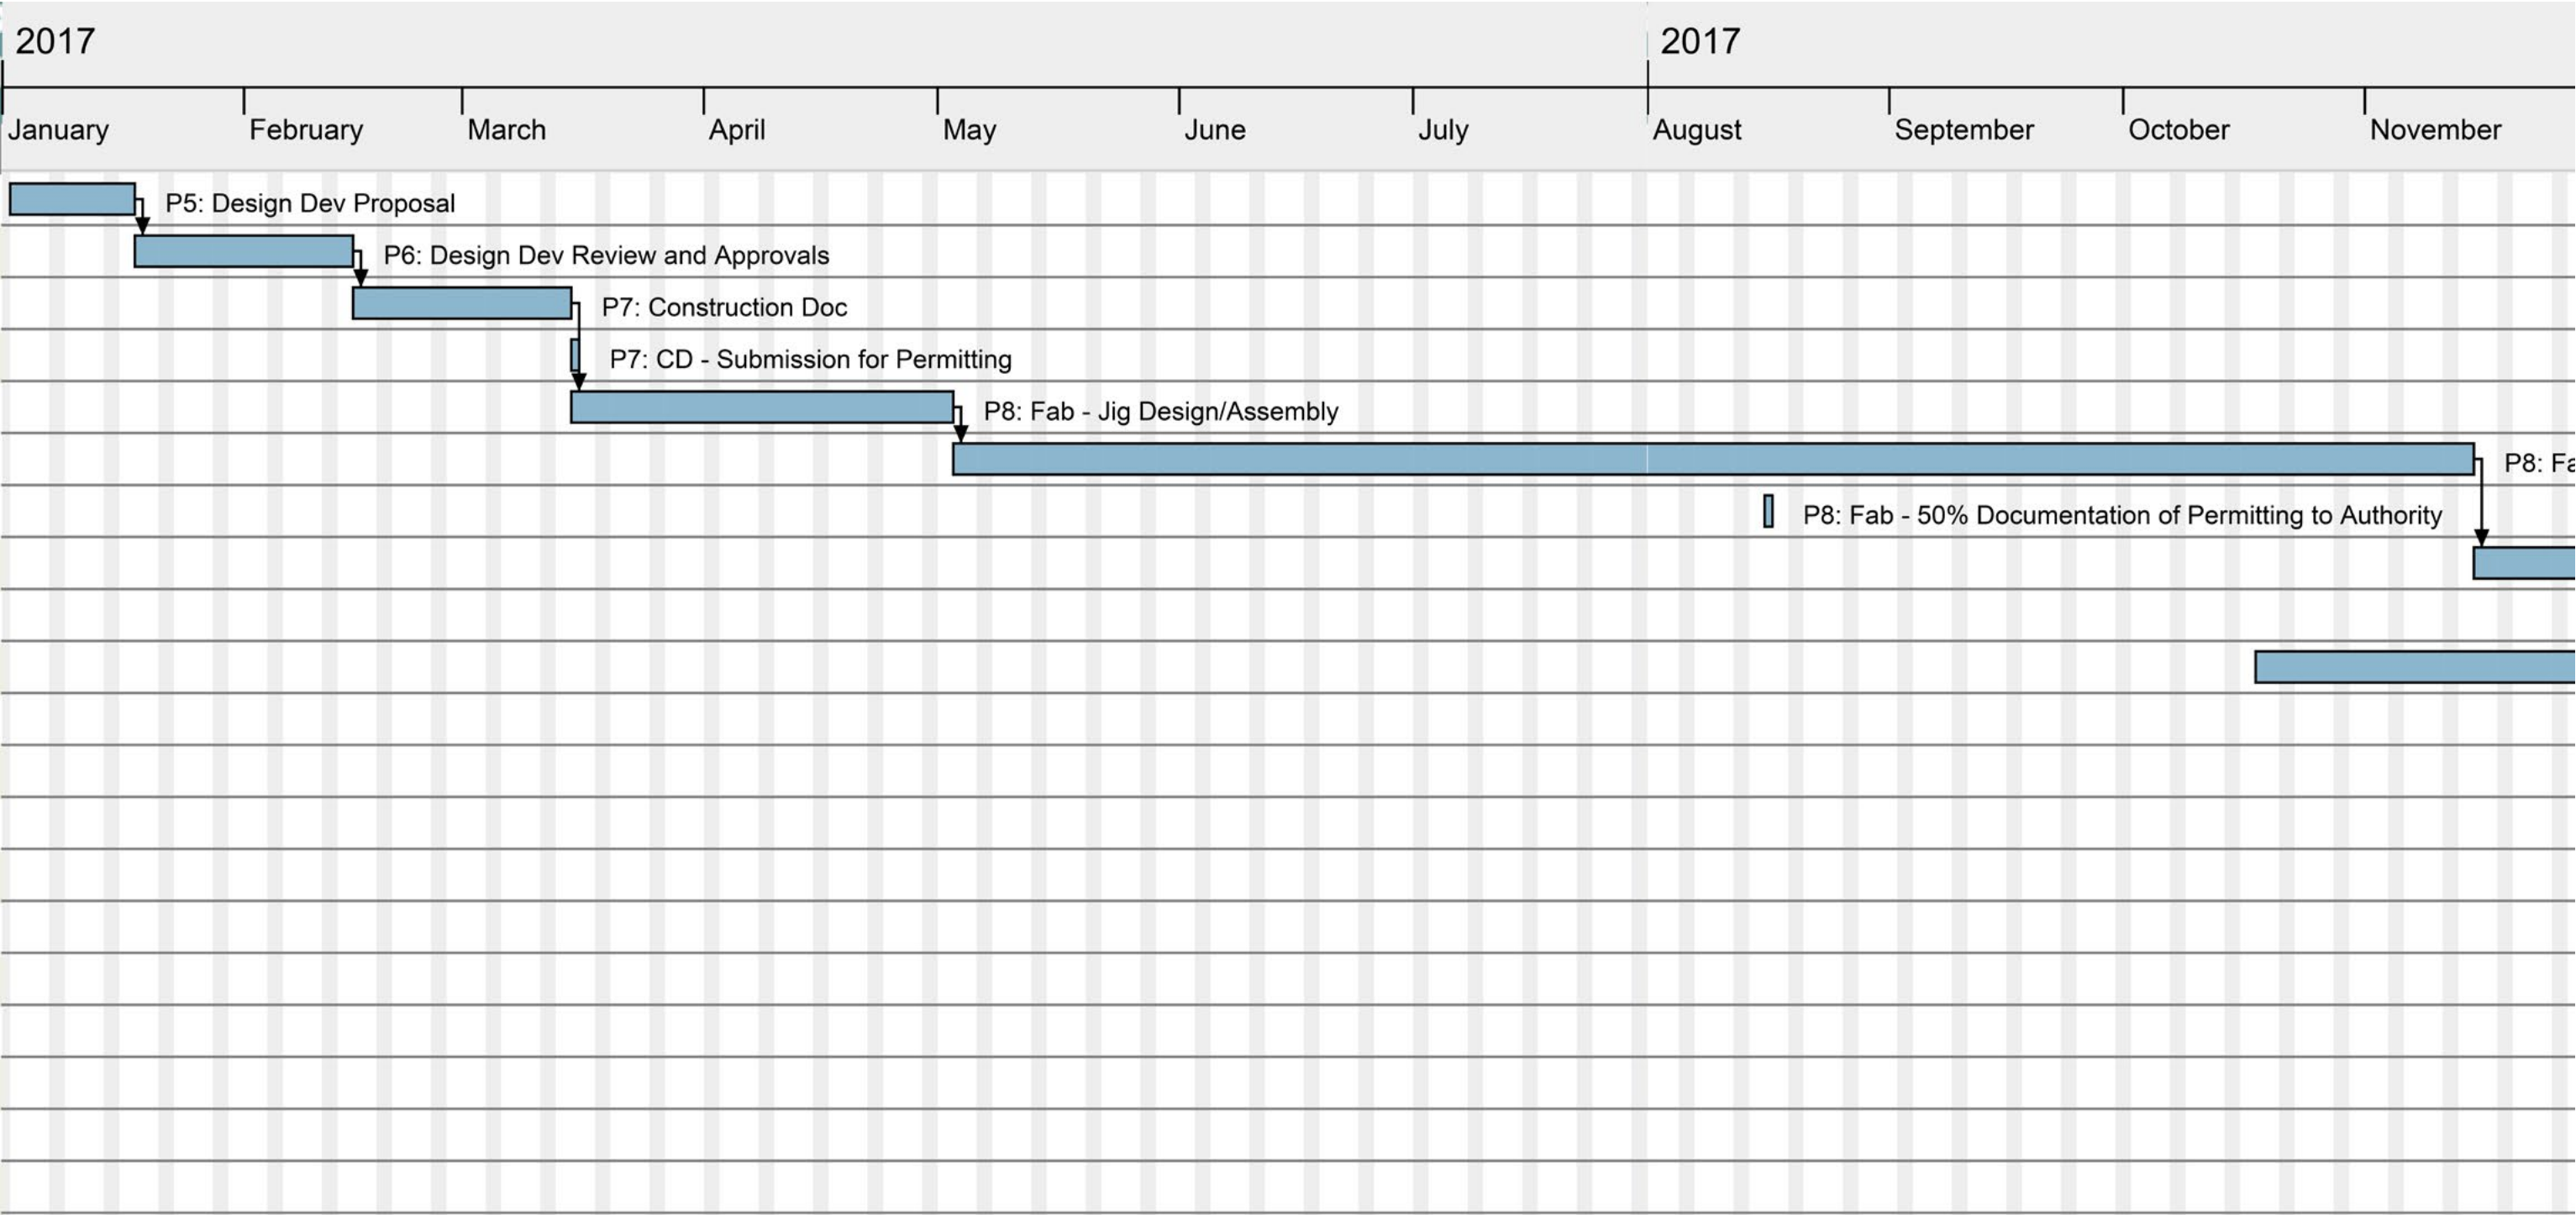 2017 2017
January February March April May June July August September October November
P5: Design Dev Proposal
P6: Design Dev Review and Approvals
P7: Construction Doc
P7: CD - Submission for Permitting
P8: Fab - Jig Design/Assembly
P8:
P8: Fab - 50% Documentation of Permitting to Authority